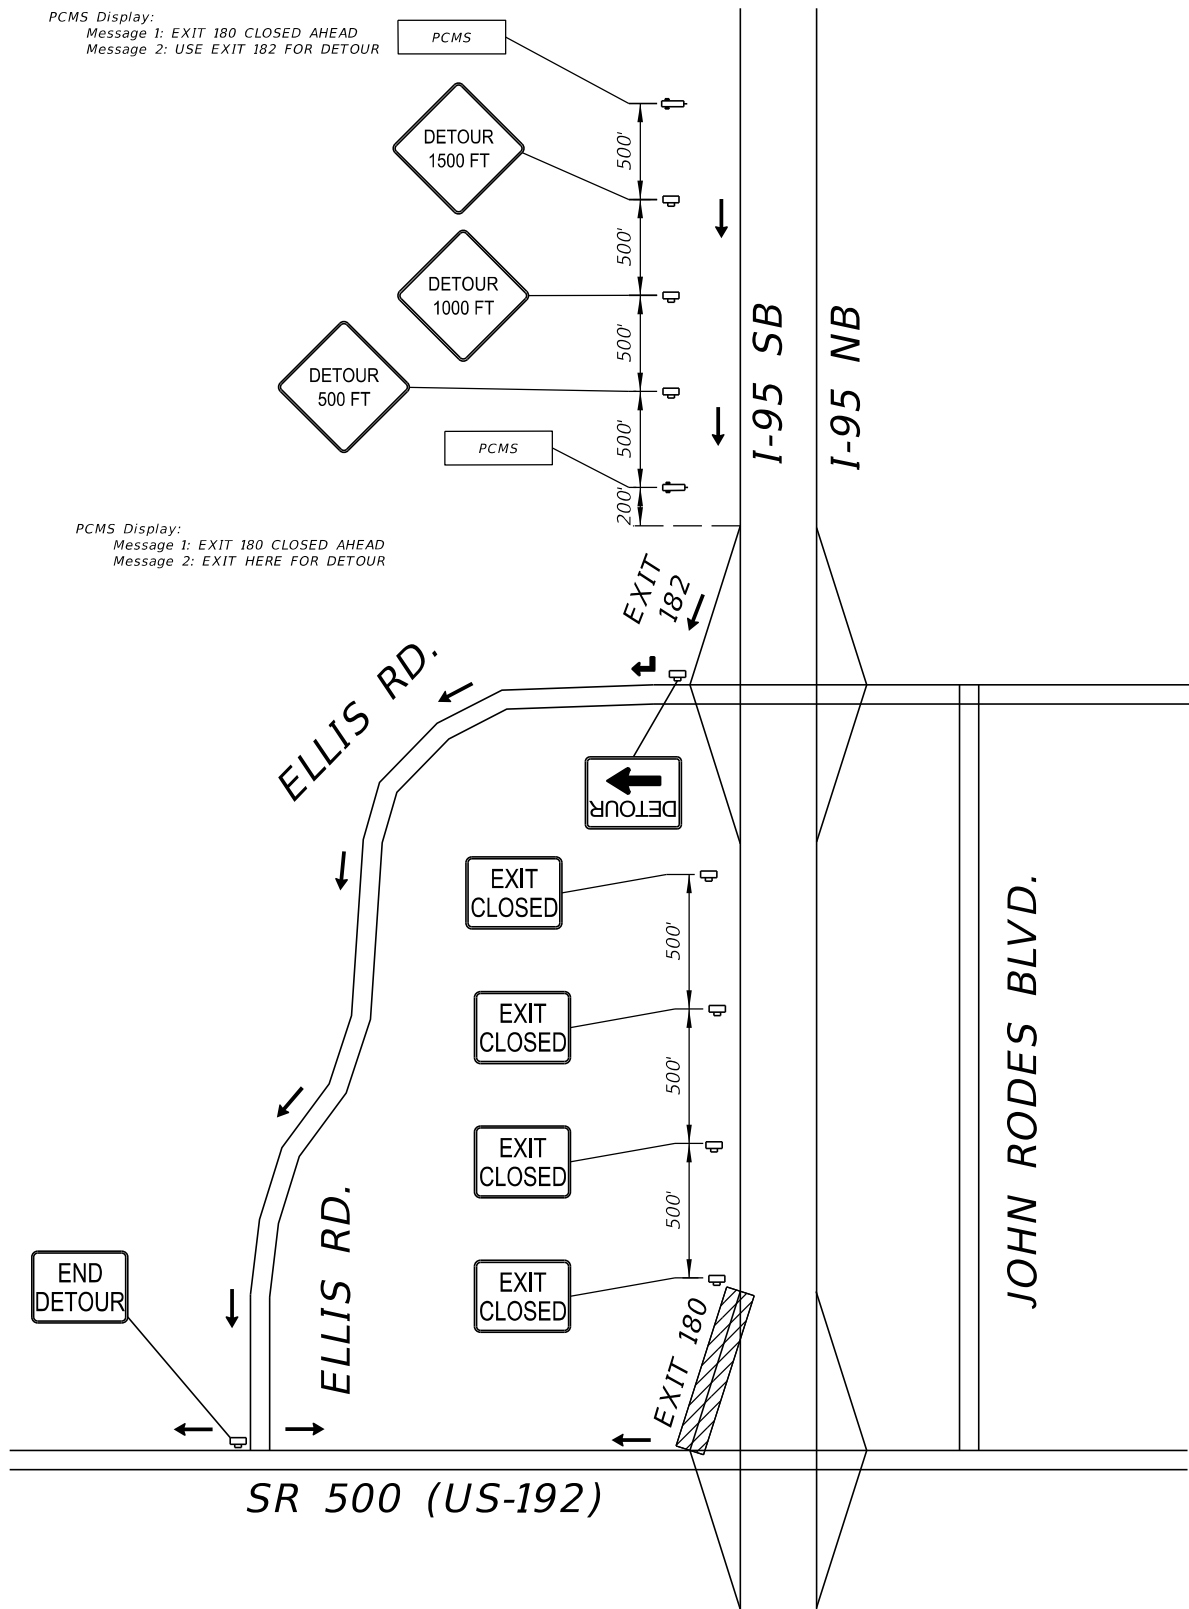 PCMS Display:
Message 1: EXIT 180 CLOSED AHEAD
Message 2: USE EXIT 182 FOR DETOUR
PCMS
DETOUR
1500 FT
500'
DETOUR
1000 FT
500'
DETOUR
500 FT
500'
I-95 SB
I-95 NB
PCMS
500'
200'
PCMS Display:
Message 1: EXIT 180 CLOSED AHEAD
Message 2: EXIT HERE FOR DETOUR
EXIT
182
ELLIS RD.
DETOUR
EXIT
CLOSED
500'
EXIT
CLOSED
500'
EXIT
CLOSED
500'
EXIT
CLOSED
JOHN RODES BLVD.
END
DETOUR
ELLIS RD.
EXIT 180
SR 500 (US-192)